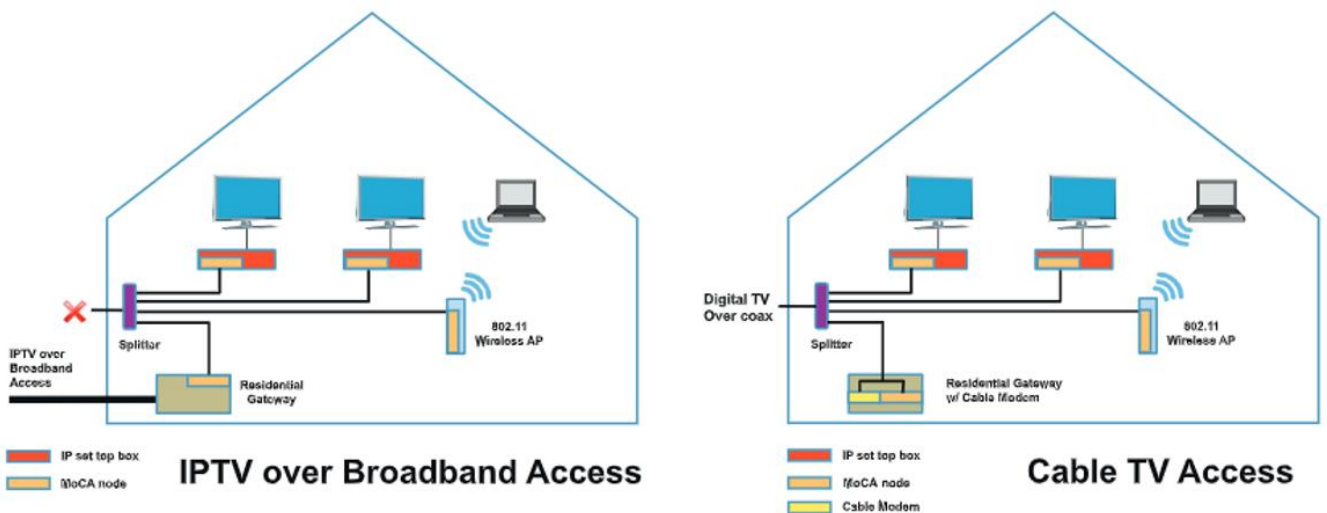 Splitter
IPTV over
Broadband
Access
802.11
Wireless AP
Residential
Gateway
IP set top box
MoCA node
IPTV over Broadband Access
Digital TV
Over coax
Splitter
802.11
Wireless AP
Residential Gateway
w/ Cable Modem
IP set top box
MoCA node
Cable Modem
Cable TV Access